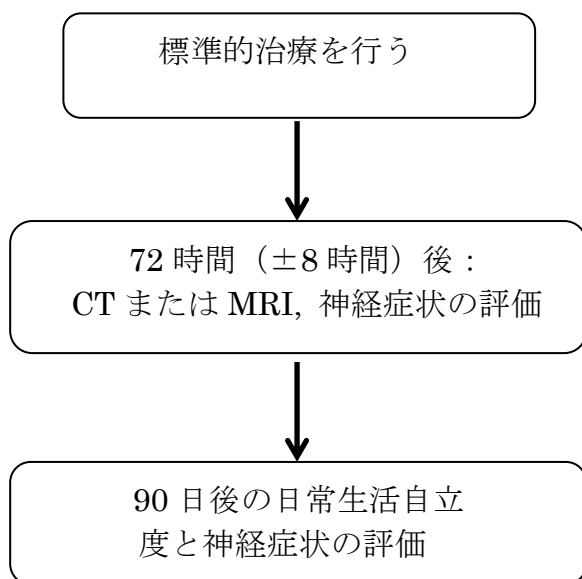 標準的治療を行う
72 時間（±8 時間）後：
CT または MRI, 神経症状の評価
90 日後の日常生活自立
度と神経症状の評価